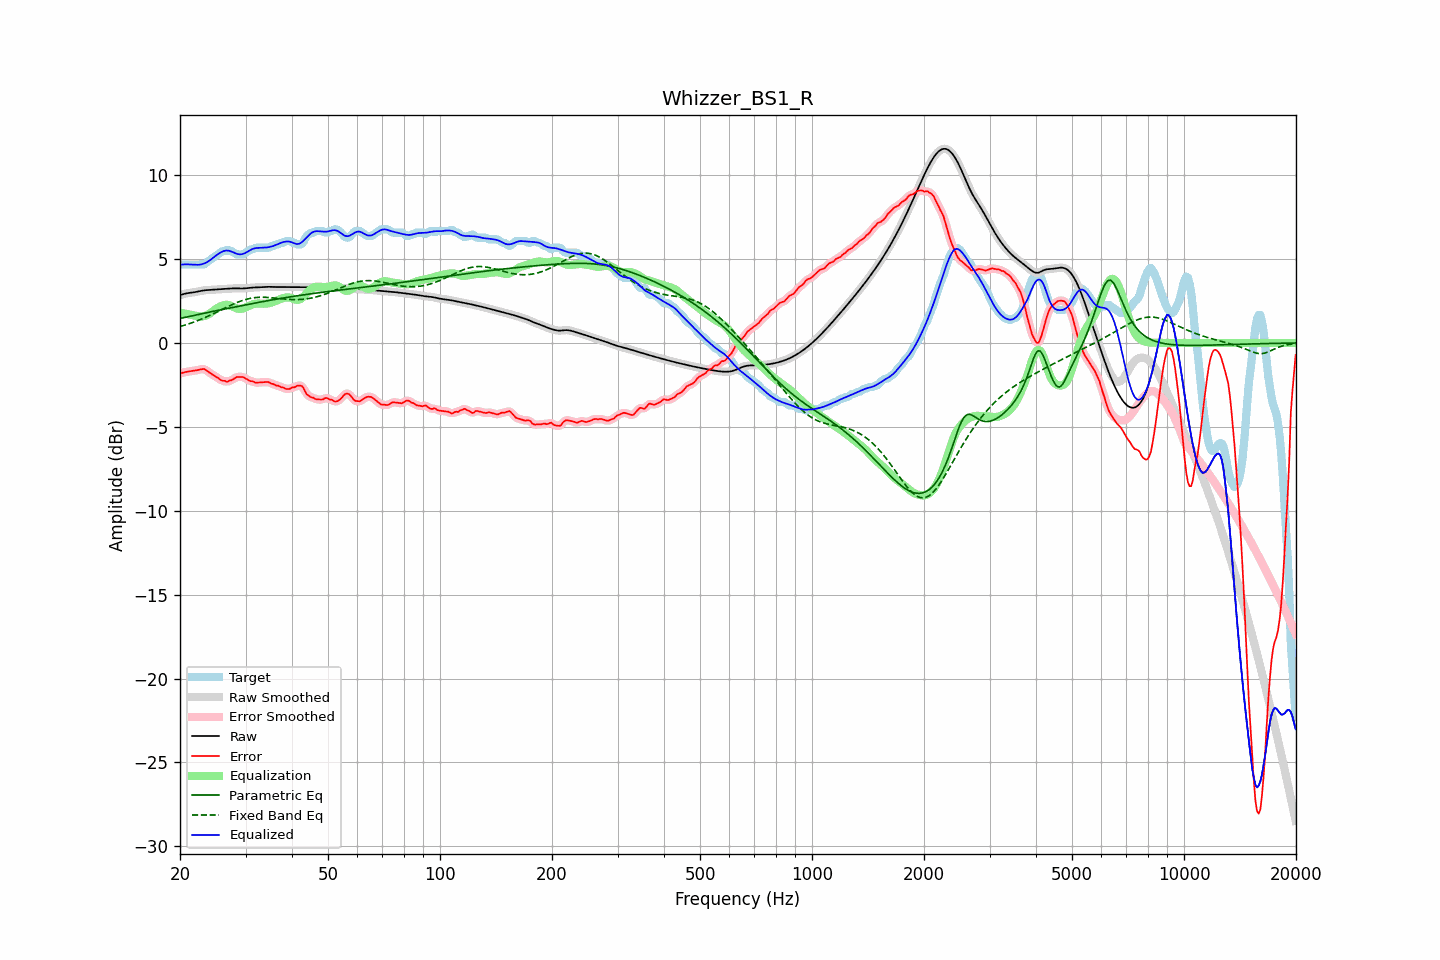 Whizzer_BS1_R
Amplitude (dBr)
10
5
0
−5
−10
−15
−20
−25
−30
Target
Raw Smoothed
Error Smoothed
Raw
Error
Equalization
Parametric Eq
Fixed Band Eq
Equalized
20 50 100 200 500 1000 2000 5000 10000 20000
Frequency (Hz)